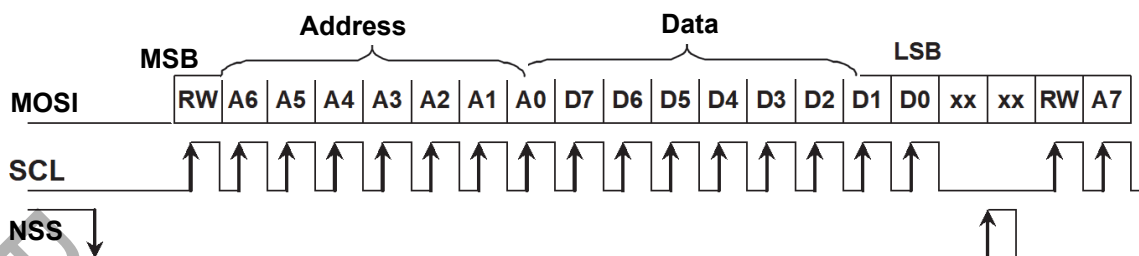 Address Data
MSB LSB
MOSI RW A6 A5 A4 A3 A2 A1 A0 D7 D6 D5 D4 D3 D2 D1 D0 xx xx RW A7
SCL
NSS